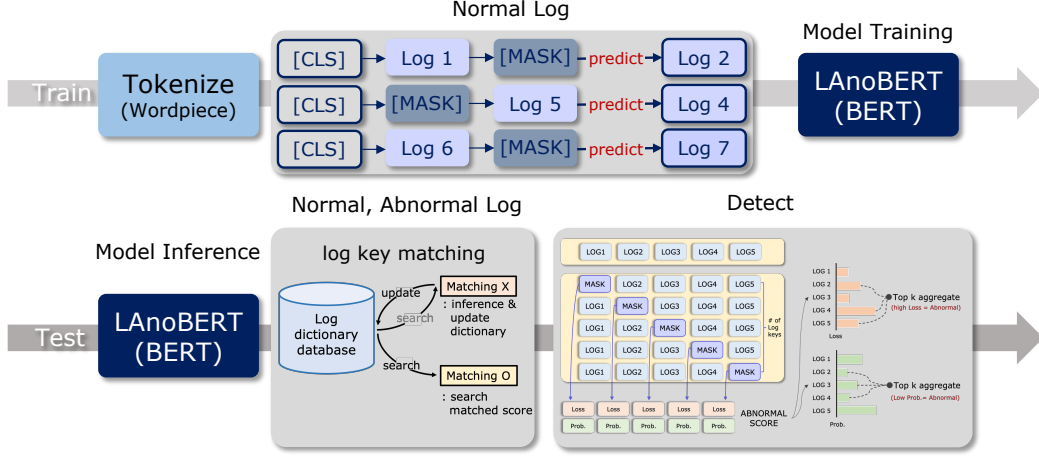 Normal Log
Model Training
Train
Tokenize
(Wordpiece)
[CLS] Log 1 [MASK] predict Log 2
[CLS] [MASK] Log 5 predict Log 4
[CLS] Log 6 [MASK] predict Log 7
LAnoBERT
(BERT)
Normal, Abnormal Log
Detect
Model Inference
Test
LAnoBERT
(BERT)
log key matching
Log
dictionary
database
update
search
search
Matching X
: inference &
update
dictionary
Matching O
: search
matched score
LOG1 LOG2 LOG3 LOG4 LOG5
MASK LOG2 LOG3 LOG4 LOG5
LOG1 MASK LOG3 LOG4 LOG5
LOG1 LOG2 MASK LOG4 LOG5
LOG1 LOG2 LOG3 MASK LOG5
LOG1 LOG2 LOG3 LOG4 MASK
# of
Log
keys
Loss Loss Loss Loss Loss
Prob. Prob. Prob. Prob. Prob.
ABNORMAL
SCORE
LOG 1
LOG 2
LOG 3
LOG 4
LOG 5
Loss
Top k aggregate
(high Loss = Abnormal)
LOG 1
LOG 2
LOG 3
LOG 4
LOG 5
Prob.
Top k aggregate
(Low Prob.= Abnormal)